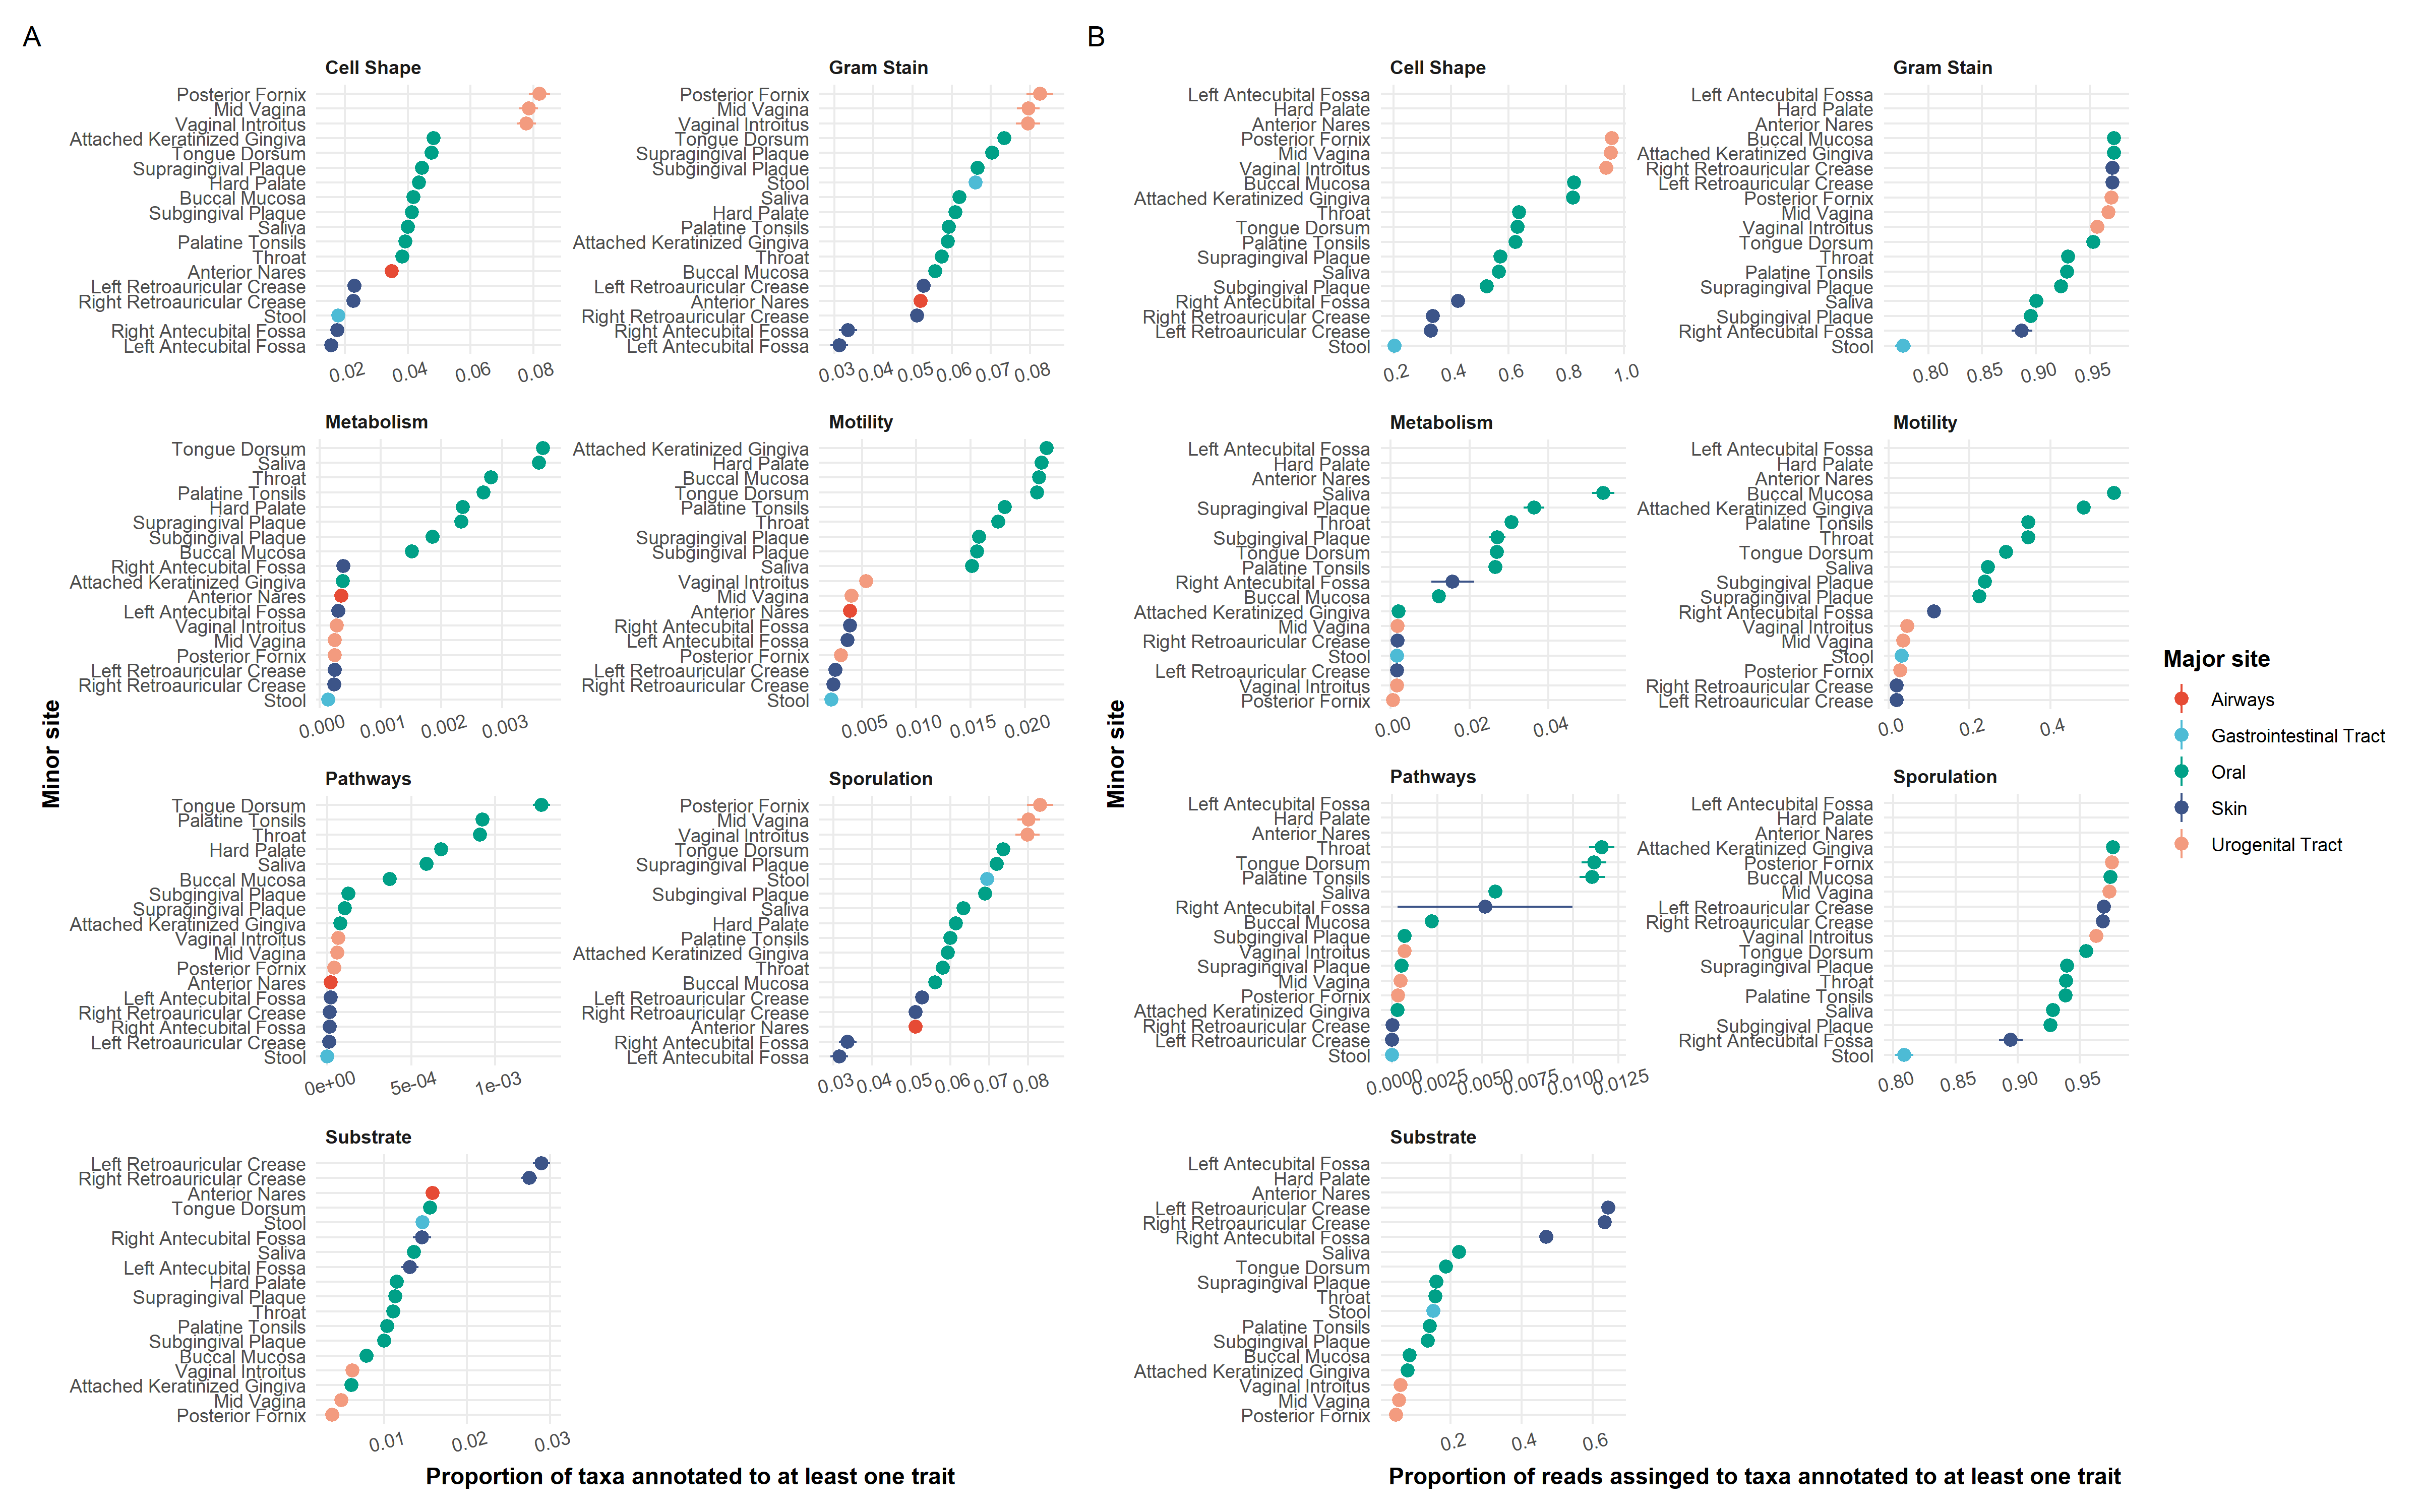 A
Cell Shape
Posterior Fornix
Mid Vagina
Vaginal Introitus
Attached Keratinized Gingiva
Tongue Dorsum
Supragingival Plaque
Hard Palate
Buccal Mucosa
Subgingival Plaque
Saliva
Palatine Tonsils
Throat
Anterior Nares
Left Retroauricular Crease
Right Retroauricular Crease
Stool
Right Antecubital Fossa
Left Antecubital Fossa
0.02 0.04 0.06 0.08
Gram Stain
Posterior Fornix
Mid Vagina
Vaginal Introitus
Tongue Dorsum
Supragingival Plaque
Subgingival Plaque
Stool
Saliva
Hard Palate
Palatine Tonsils
Attached Keratinized Gingiva
Throat
Buccal Mucosa
Left Retroauricular Crease
Anterior Nares
Right Retroauricular Crease
Right Antecubital Fossa
Left Antecubital Fossa
0.03 0.04 0.05 0.06 0.07 0.08
Metabolism
Tongue Dorsum
Saliva
Throat
Palatine Tonsils
Hard Palate
Supragingival Plaque
Subgingival Plaque
Buccal Mucosa
Right Antecubital Fossa
Attached Keratinized Gingiva
Anterior Nares
Left Antecubital Fossa
Vaginal Introitus
Mid Vagina
Posterior Fornix
Left Retroauricular Crease
Right Retroauricular Crease
Stool
0.000 0.001 0.002 0.003
Motility
Attached Keratinized Gingiva
Hard Palate
Buccal Mucosa
Tongue Dorsum
Palatine Tonsils
Throat
Supragingival Plaque
Subgingival Plaque
Saliva
Vaginal Introitus
Mid Vagina
Anterior Nares
Right Antecubital Fossa
Left Antecubital Fossa
Posterior Fornix
Left Retroauricular Crease
Right Retroauricular Crease
Stool
0.005 0.010 0.015 0.020
Pathways
Tongue Dorsum
Palatine Tonsils
Throat
Hard Palate
Saliva
Buccal Mucosa
Subgingival Plaque
Supragingival Plaque
Attached Keratinized Gingiva
Vaginal Introitus
Mid Vagina
Posterior Fornix
Anterior Nares
Left Antecubital Fossa
Right Retroauricular Crease
Right Antecubital Fossa
Left Retroauricular Crease
Stool
0e+00 5e-04 1e-03
Sporulation
Posterior Fornix
Mid Vagina
Vaginal Introitus
Tongue Dorsum
Supragingival Plaque
Stool
Subgingival Plaque
Saliva
Hard Palate
Palatine Tonsils
Attached Keratinized Gingiva
Throat
Buccal Mucosa
Left Retroauricular Crease
Right Retroauricular Crease
Anterior Nares
Right Antecubital Fossa
Left Antecubital Fossa
0.03 0.04 0.05 0.06 0.07 0.08
Substrate
Left Retroauricular Crease
Right Retroauricular Crease
Anterior Nares
Tongue Dorsum
Stool
Right Antecubital Fossa
Saliva
Left Antecubital Fossa
Hard Palate
Supragingival Plaque
Throat
Palatine Tonsils
Subgingival Plaque
Buccal Mucosa
Vaginal Introitus
Attached Keratinized Gingiva
Mid Vagina
Posterior Fornix
0.01 0.02 0.03
Minor site
Proportion of taxa annotated to at least one trait
B
Cell Shape
Left Antecubital Fossa
Hard Palate
Anterior Nares
Posterior Fornix
Mid Vagina
Vaginal Introitus
Buccal Mucosa
Attached Keratinized Gingiva
Throat
Tongue Dorsum
Palatine Tonsils
Supragingival Plaque
Saliva
Subgingival Plaque
Right Antecubital Fossa
Right Retroauricular Crease
Left Retroauricular Crease
Stool
0.2 0.4 0.6 0.8 1.0
Gram Stain
Left Antecubital Fossa
Hard Palate
Anterior Nares
Buccal Mucosa
Attached Keratinized Gingiva
Right Retroauricular Crease
Left Retroauricular Crease
Posterior Fornix
Mid Vagina
Vaginal Introitus
Tongue Dorsum
Throat
Palatine Tonsils
Supragingival Plaque
Saliva
Subgingival Plaque
Right Antecubital Fossa
Stool
0.80 0.85 0.90 0.95
Metabolism
Left Antecubital Fossa
Hard Palate
Anterior Nares
Saliva
Supragingival Plaque
Throat
Subgingival Plaque
Tongue Dorsum
Palatine Tonsils
Right Antecubital Fossa
Buccal Mucosa
Attached Keratinized Gingiva
Mid Vagina
Right Retroauricular Crease
Stool
Left Retroauricular Crease
Vaginal Introitus
Posterior Fornix
0.00 0.02 0.04
Motility
Left Antecubital Fossa
Hard Palate
Anterior Nares
Buccal Mucosa
Attached Keratinized Gingiva
Palatine Tonsils
Throat
Tongue Dorsum
Saliva
Subgingival Plaque
Supragingival Plaque
Right Antecubital Fossa
Vaginal Introitus
Mid Vagina
Stool
Posterior Fornix
Right Retroauricular Crease
Left Retroauricular Crease
0.0 0.2 0.4
Pathways
Left Antecubital Fossa
Hard Palate
Anterior Nares
Throat
Tongue Dorsum
Palatine Tonsils
Saliva
Right Antecubital Fossa
Buccal Mucosa
Subgingival Plaque
Vaginal Introitus
Supragingival Plaque
Mid Vagina
Posterior Fornix
Attached Keratinized Gingiva
Right Retroauricular Crease
Left Retroauricular Crease
Stool
0.0000 0.0025 0.0050 0.0075 0.0100 0.0125
Sporulation
Left Antecubital Fossa
Hard Palate
Anterior Nares
Attached Keratinized Gingiva
Posterior Fornix
Buccal Mucosa
Mid Vagina
Left Retroauricular Crease
Right Retroauricular Crease
Vaginal Introitus
Tongue Dorsum
Supragingival Plaque
Throat
Palatine Tonsils
Saliva
Subgingival Plaque
Right Antecubital Fossa
Stool
0.80 0.85 0.90 0.95
Substrate
Left Antecubital Fossa
Hard Palate
Anterior Nares
Left Retroauricular Crease
Right Retroauricular Crease
Right Antecubital Fossa
Saliva
Tongue Dorsum
Supragingival Plaque
Throat
Stool
Palatine Tonsils
Subgingival Plaque
Buccal Mucosa
Attached Keratinized Gingiva
Vaginal Introitus
Mid Vagina
Posterior Fornix
0.2 0.4 0.6
Minor site
Proportion of reads assinged to taxa annotated to at least one trait
Major site
Airways
Gastrointestinal Tract
Oral
Skin
Urogenital Tract